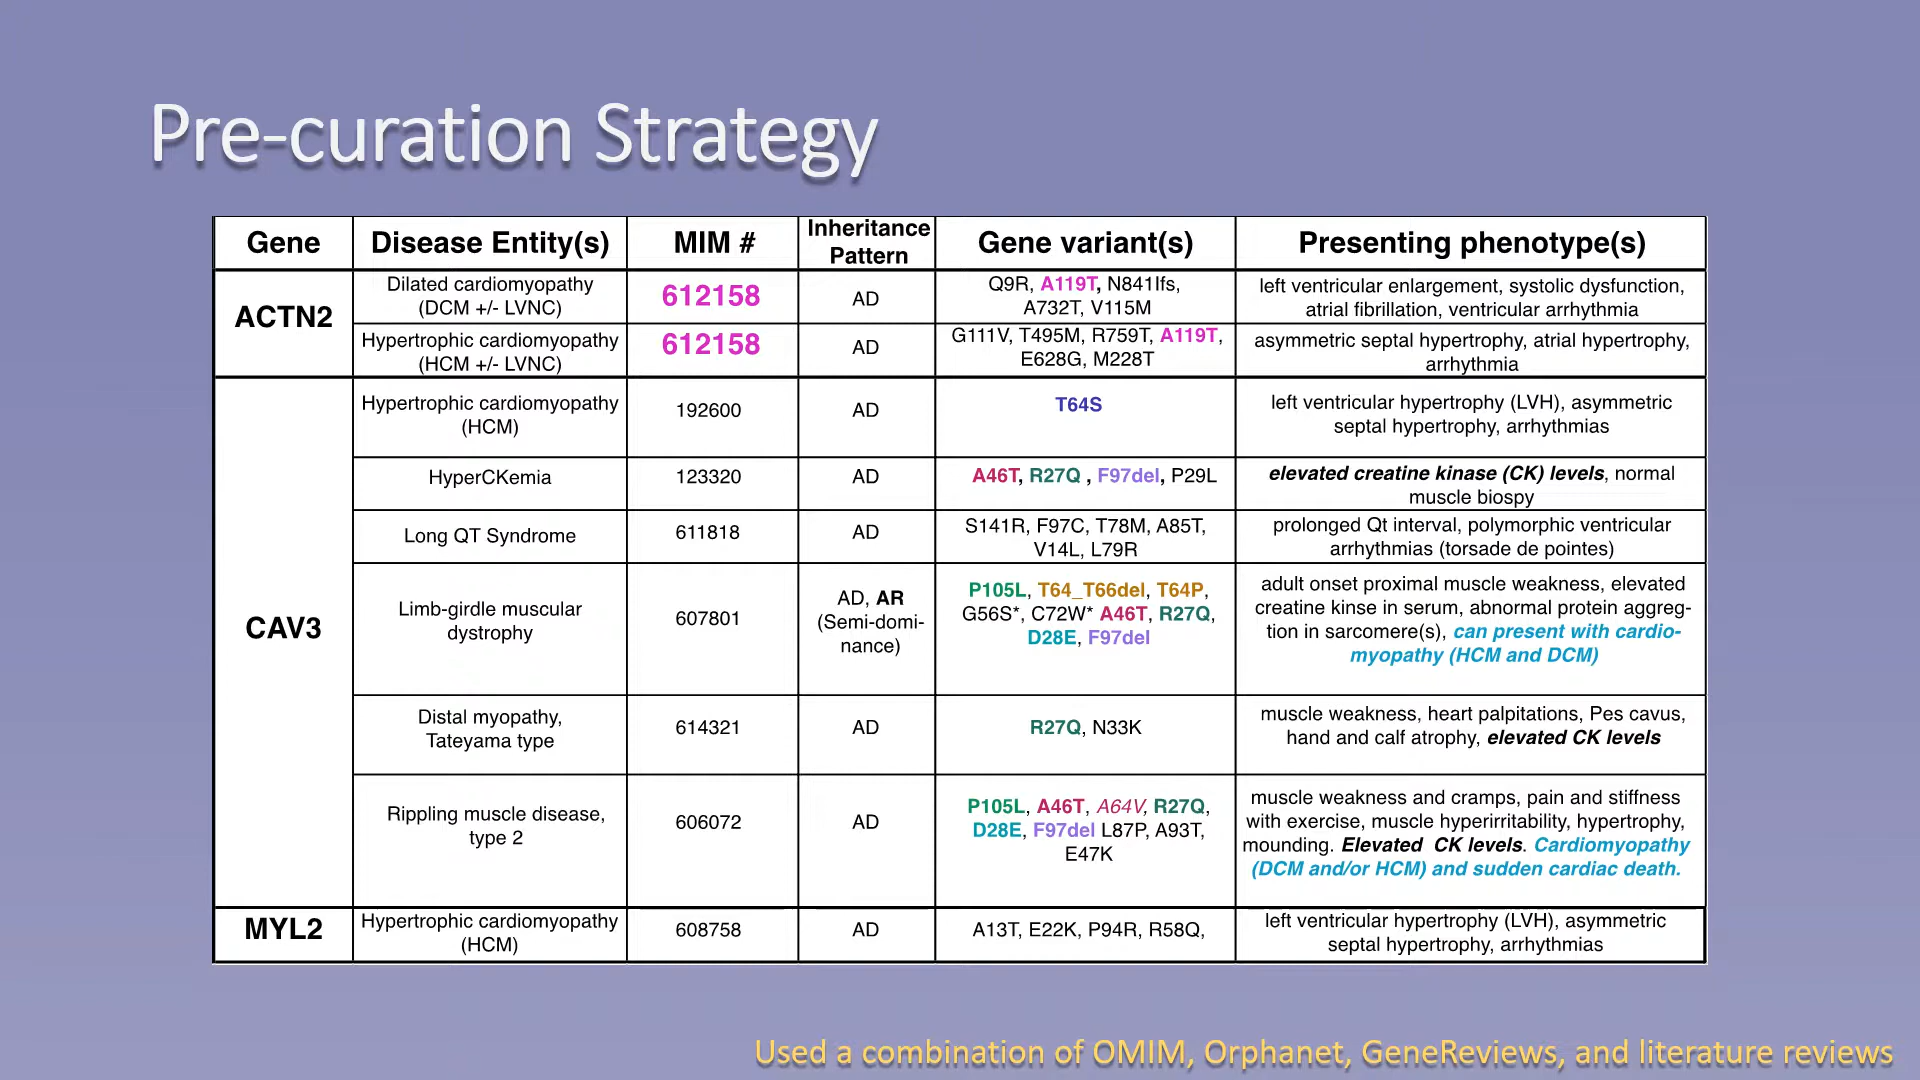 Pre-curation Strategy
Gene
Disease Entity(s)
MIM #
Inheritance
Pattern
Gene variant(s)
Presenting phenotype(s)
ACTN2
Dilated cardiomyopathy
(DCM +/- LVNC)
612158
AD
Q9R, A119T, N841Ifs,
A732T, V115M
left ventricular enlargement, systolic dysfunction,
atrial fibrillation, ventricular arrhythmia
Hypertrophic cardiomyopathy
(HCM +/- LVNC)
612158
AD
G111V, T495M, R759T, A119T,
E628G, M228T
asymmetric septal hypertrophy, atrial hypertrophy,
arrhythmia
CAV3
Hypertrophic cardiomyopathy
(HCM)
192600
AD
T64S
left ventricular hypertrophy (LVH), asymmetric
septal hypertrophy, arrhythmias
HyperCKemia
123320
AD
A46T, R27Q , F97del, P29L
elevated creatine kinase (CK) levels, normal
muscle biospy
Long QT Syndrome
611818
AD
S141R, F97C, T78M, A85T,
V14L, L79R
prolonged Qt interval, polymorphic ventricular
arrhythmias (torsade de pointes)
Limb-girdle muscular
dystrophy
607801
AD, AR
(Semi-domi-
nance)
P105L, T64_T66del, T64P,
G56S*, C72W* A46T, R27Q,
D28E, F97del
adult onset proximal muscle weakness, elevated
creatine kinse in serum, abnormal protein aggreg-
tion in sarcomere(s), can present with cardio-
myopathy (HCM and DCM)
Distal myopathy,
Tateyama type
614321
AD
R27Q, N33K
muscle weakness, heart palpitations, Pes cavus,
hand and calf atrophy, elevated CK levels
Rippling muscle disease,
type 2
606072
AD
P105L, A46T, A64V, R27Q,
D28E, F97del L87P, A93T,
E47K
muscle weakness and cramps, pain and stiffness
with exercise, muscle hyperirritability, hypertrophy,
mounding. Elevated CK levels. Cardiomyopathy
(DCM and/or HCM) and sudden cardiac death.
MYL2
Hypertrophic cardiomyopathy
(HCM)
608758
AD
A13T, E22K, P94R, R58Q,
left ventricular hypertrophy (LVH), asymmetric
septal hypertrophy, arrhythmias
Used a combination of OMIM, Orphanet, GeneReviews, and literature reviews